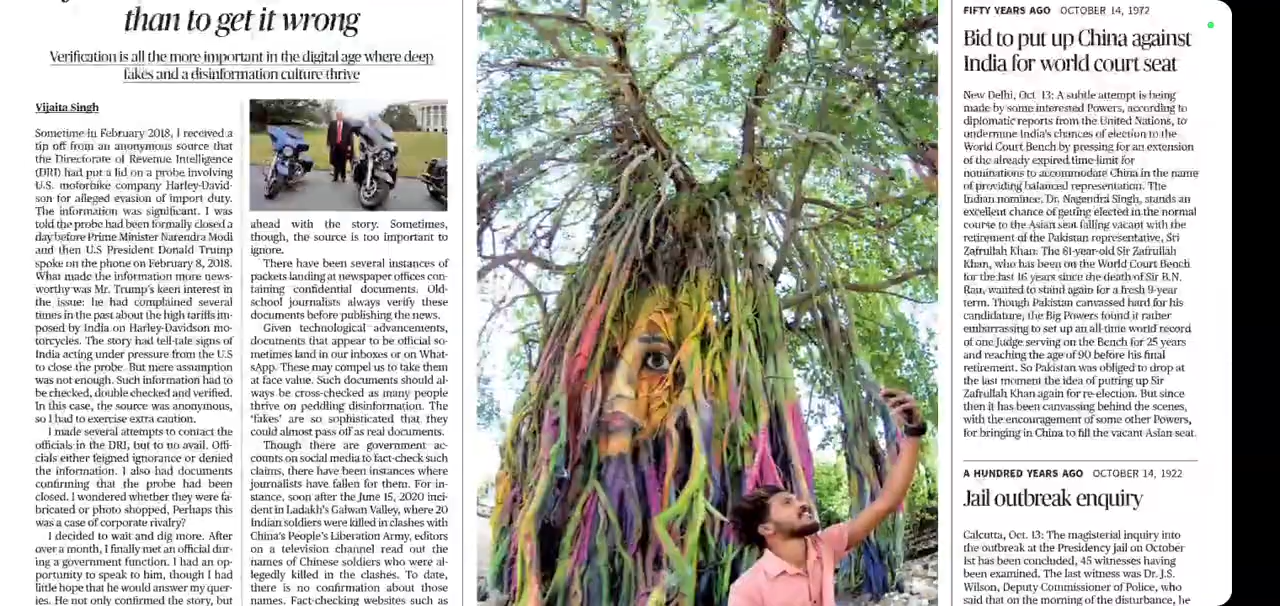 than to get it wrong
Verification is all the more important in the digital age where deep
fakes and a disinformation culture thrive
Vijaita Singh
Sometime in February 2018, I received a
tip off from an anonymous source that
the Directorate of Revenue Intelligence
(DRI) had put a lid on a probe involving
U.S. motorbike company Harley-David-
son for alleged evasion of import duty.
The information was significant. I was
told the probe had been formally closed a
day before Prime Minister Narendra Modi
and then U.S President Donald Trump
spoke on the phone on February 8, 2018.
What made the information more news-
worthy was Mr. Trump's keen interest in
the issue: he had complained several
times in the past about the high tariffs im-
posed by India on Harley-Davidson mo-
torcycles. The story had tell-tale signs of
India acting under pressure from the U.S
to close the probe. But mere assumption
was not enough. Such information had to
be checked, double checked and verified.
In this case, the source was anonymous,
so I had to exercise extra caution.
I made several attempts to contact the
officials in the DRI, but to no avail. Offi-
cials either feigned ignorance or denied
the information. I also had documents
confirming that the probe had been
closed. I wondered whether they were fa-
bricated or photo shopped, Perhaps this
was a case of corporate rivalry?
I decided to wait and dig more. After
over a month, I finally met an official dur-
ing a government function. I had an op-
portunity to speak to him, though I had
little hope that he would answer my quer-
ies. He not only confirmed the story, but
ahead with the story. Sometimes,
though, the source is too important to
ignore.
There have been several instances of
packets landing at newspaper offices con-
taining confidential documents. Old-
school journalists always verify these
documents before publishing the news.
Given technological advancements,
documents that appear to be official so-
metimes land in our inboxes or on What-
sApp. These may compel us to take them
at face value. Such documents should al-
ways be cross-checked as many people
thrive on peddling disinformation. The
'fakes' are so sophisticated that they
could almost pass off as real documents.
Though there are government ac-
counts on social media to fact-check such
claims, there have been instances where
journalists have fallen for them. For in-
stance, soon after the June 15, 2020 inci-
dent in Ladakh's Galwan Valley, where 20
Indian soldiers were killed in clashes with
China's People's Liberation Army, editors
on a television channel read out the
names of Chinese soldiers who were al-
legedly killed in the clashes. To date,
there is no confirmation about those
names. Fact-checking websites such as
FIFTY YEARS AGO OCTOBER 14, 1972
Bid to put up China against
India for world court seat
New Delhi, Oct. 13: A subtle attempt is being
made by some interested Powers, according to
diplomatic reports from the United Nations, to
undermine India's chances of election to the
World Court Bench by pressing for an extension
of the already expired time-limit for
nominations to accommodate China in the name
of providing balanced representation. The
Indian nominee, Dr. Nagendra Singh, stands an
excellent chance of getting elected in the normal
course to the Asian seat falling vacant with the
retirement of the Pakistan representative, Sri
Zafrullah Khan. The 81-year-old Sir Zafrullah
Khan, who has been on the World Court Bench
for the last 16 years since the death of Sir B.N.
Rau, wanted to stand again for a fresh 9-year
term. Though Pakistan canvassed hard for his
candidature, the Big Powers found it rather
embarrassing to set up an all-time world record
of one Judge serving on the Bench for 25 years
and reaching the age of 90 before his final
retirement. So Pakistan was obliged to drop at
the last moment the idea of putting up Sir
Zafrullah Khan again for re-election. But since
then it has been canvassing behind the scenes,
with the encouragement of some other Powers,
for bringing in China to fill the vacant Asian seat.
A HUNDRED YEARS AGO OCTOBER 14, 1922
Jail outbreak enquiry
Calcutta, Oct. 13: The magisterial inquiry into
the outbreak at the Presidency jail on October
1st has been concluded, 45 witnesses having
been examined. The last witness was Dr. J.S.
Wilson, Deputy Commissioner of Police, who
said that on the morning of the disturbance, he